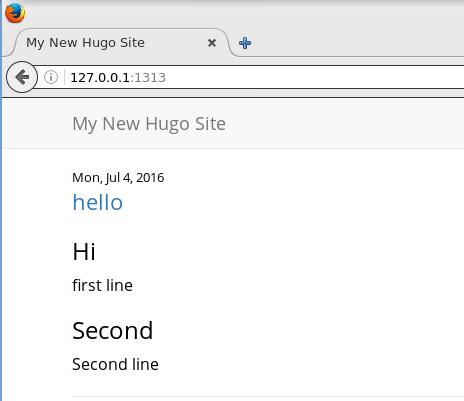 My New Hugo Site
127.0.0.1:1313
My New Hugo Site
Mon, Jul 4, 2016
hello
Hi
first line
Second
Second line